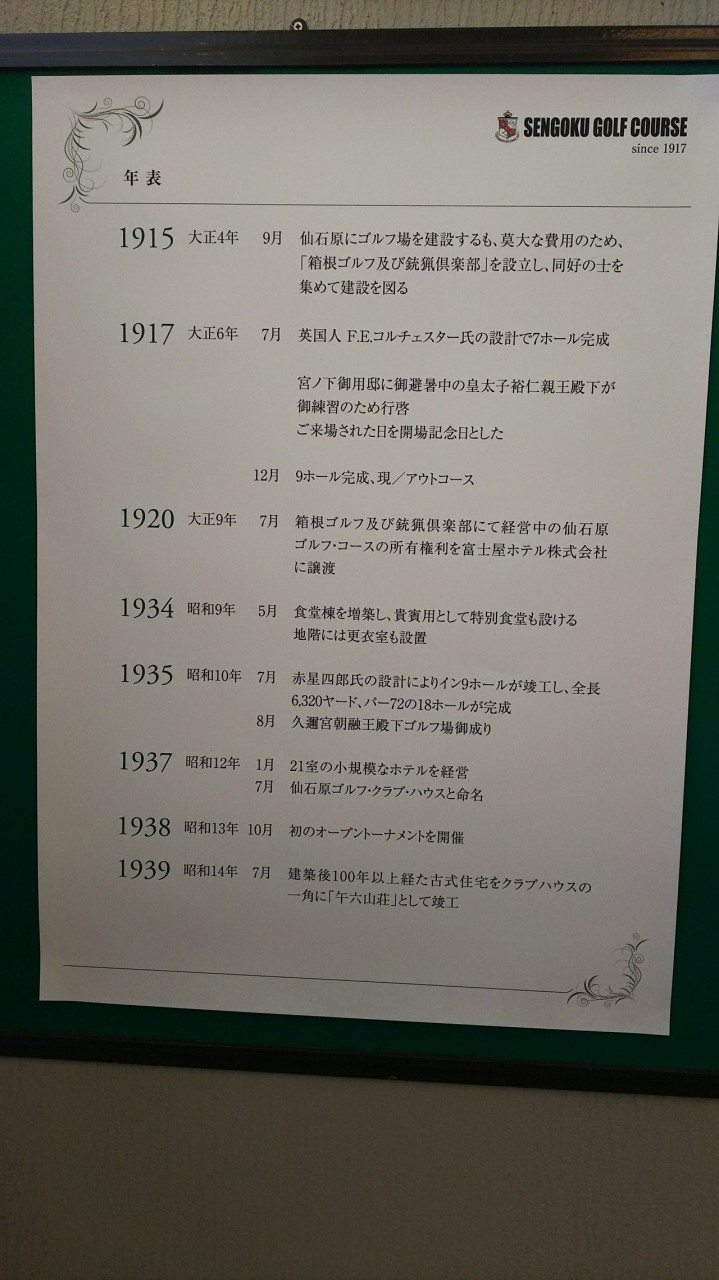 SENGOKU GOLF COURSE
since 1917
年表
1915 大正4年 9月 仙石原にゴルフ場を建設するも、莫大な費用のため、
「箱根ゴルフ及び銃猟倶楽部」を設立し、同好の士を
集めて建設を図る
1917 大正6年 7月 英国人 F.E.コルチェスター氏の設計で7ホール完成
宮ノ下御用邸に御避暑中の皇太子裕仁親王殿下が
御練習のため行啓
ご来場された日を開場記念日とした
12月 9ホール完成、現／アウトコース
1920 大正9年 7月 箱根ゴルフ及び銃猟倶楽部にて経営中の仙石原
ゴルフ・コースの所有権利を富士屋ホテル株式会社
に譲渡
1934 昭和9年 5月 食堂棟を増築し、貴賓用として特別食堂も設ける
地階には更衣室も設置
1935 昭和10年 7月 赤星四郎氏の設計によりイン9ホールが竣工し、全長
6,320ヤード、パー72の18ホールが完成
8月 久邇宮朝融王殿下ゴルフ場御成り
1937 昭和12年 1月 21室の小規模なホテルを経営
7月 仙石原ゴルフ・クラブ・ハウスと命名
1938 昭和13年 10月 初のオープントーナメントを開催
1939 昭和14年 7月 建築後100年以上経た古式住宅をクラブハウスの
一角に「午六山荘」として竣工